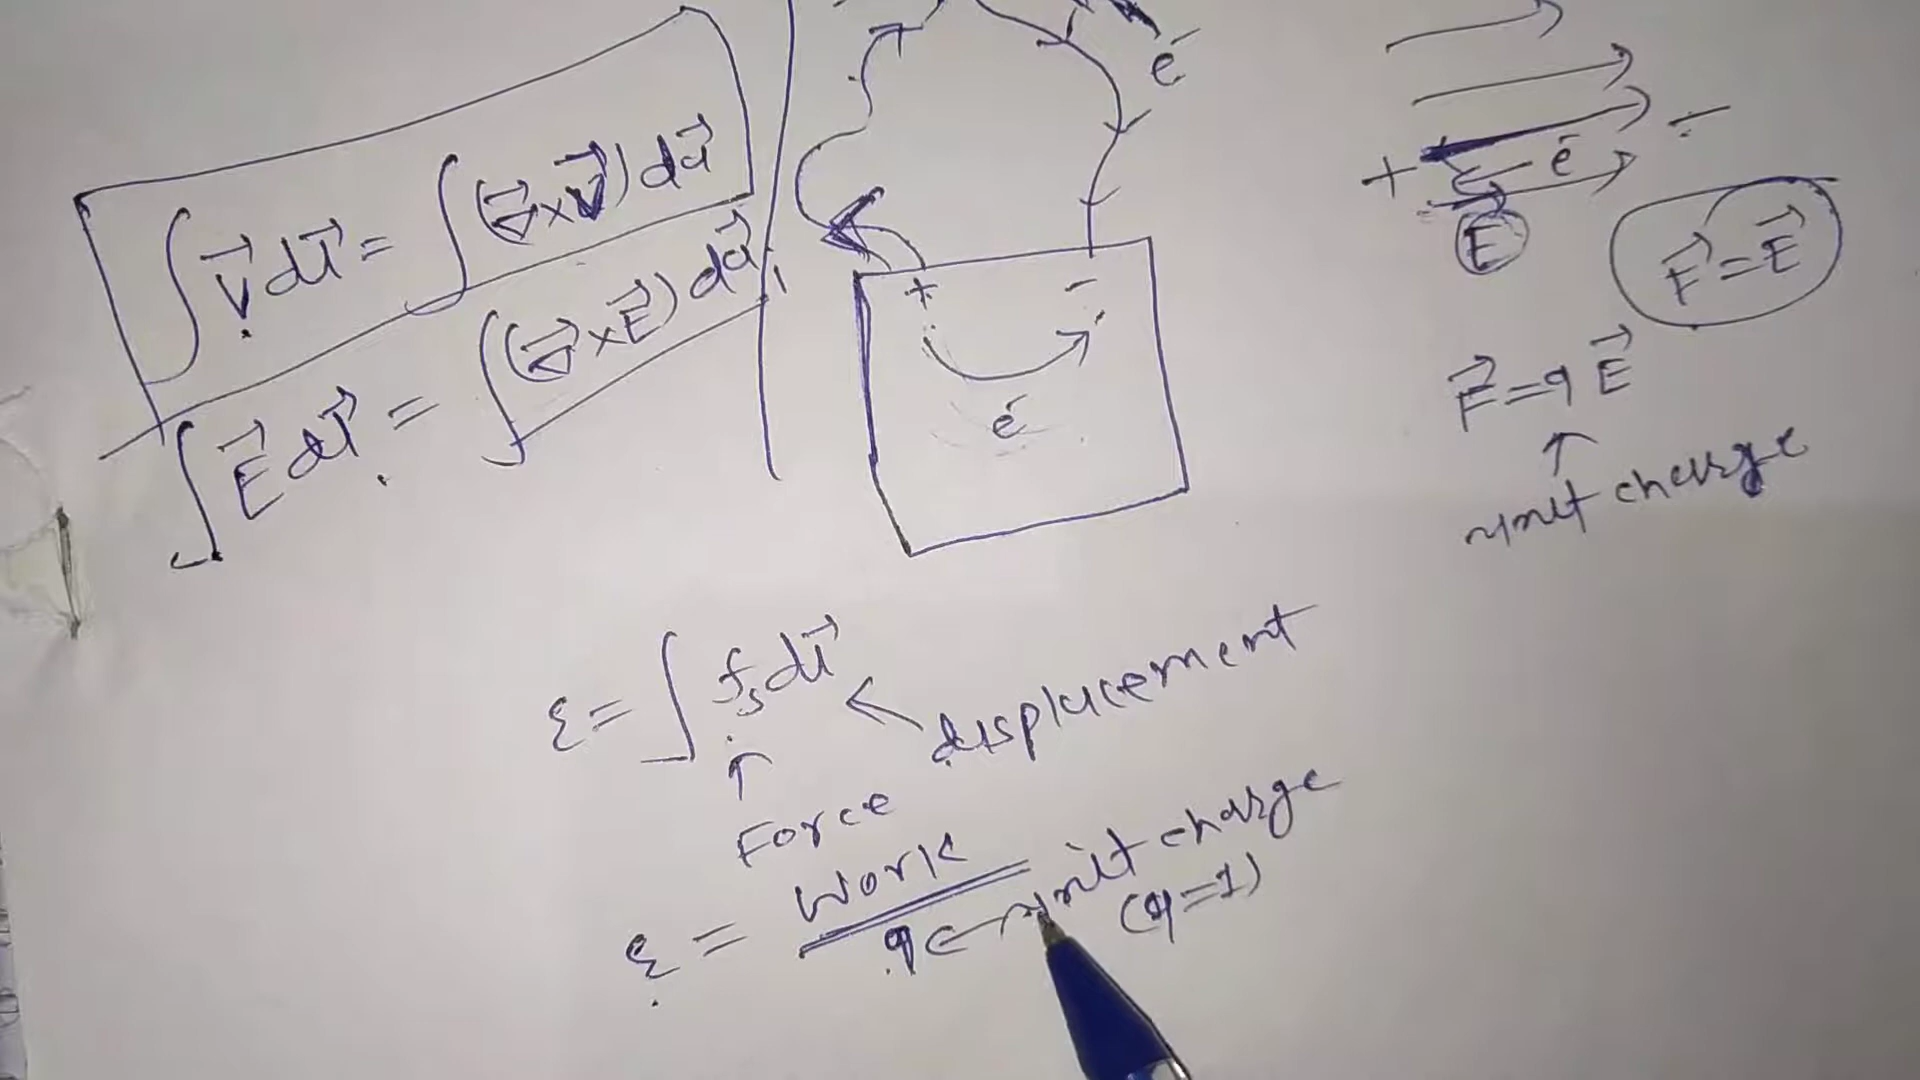 ∫ V⃗ dl⃗ = ∫ (∇⃗ × V⃗) da⃗
∫ E⃗ dl⃗ = ∫ (∇⃗ × E⃗) da⃗
e⁻
+ −
e⁻
+ e⁻ −
E
F⃗ = E⃗
F⃗ = q E⃗
↑
unit charge
ε = ∫ fs dl⃗ ← displacement
↑
Force
ε = Work / q ← unit charge
(q=1)